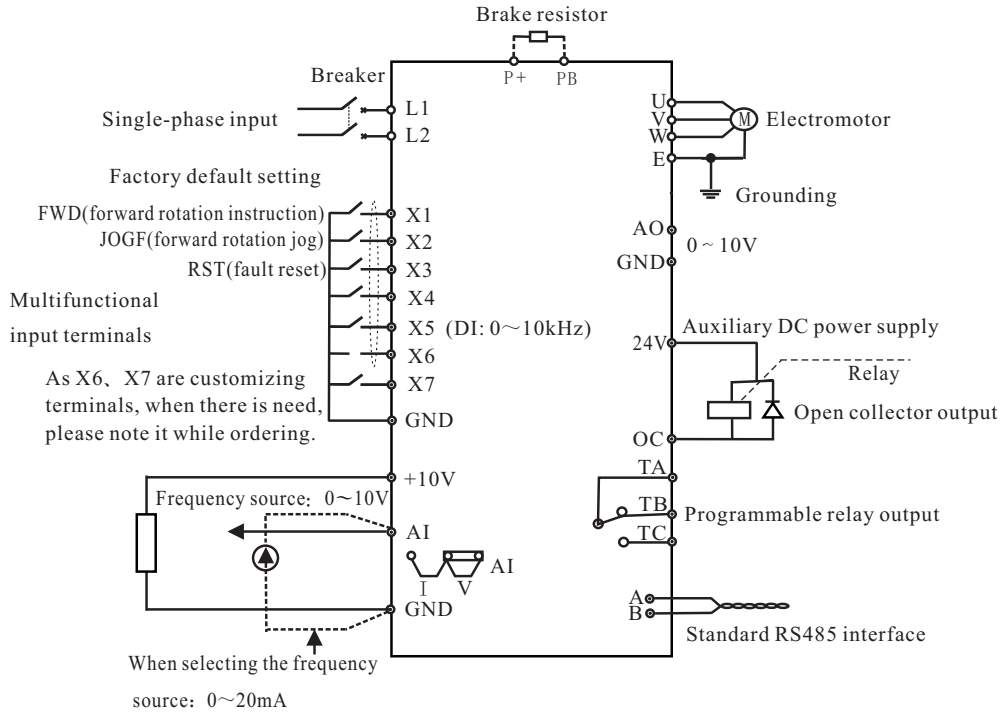 Brake resistor
P+
PB
Breaker
L1
Single-phase input
L2
U
V
W
M
Electromotor
E
Grounding
Factory default setting
FWD(forward rotation instruction)
X1
JOGF(forward rotation jog)
X2
RST(fault reset)
X3
Multifunctional
input terminals
X4
X5 (DI: 0～10kHz)
X6
X7
As X6、X7 are customizing
terminals, when there is need,
please note it while ordering.
GND
AO
0～10V
GND
24V
Auxiliary DC power supply
Relay
Open collector output
OC
TA
TB
Programmable relay output
TC
+10V
Frequency source: 0～10V
AI
AI
I
V
GND
A
B
Standard RS485 interface
When selecting the frequency
source: 0～20mA